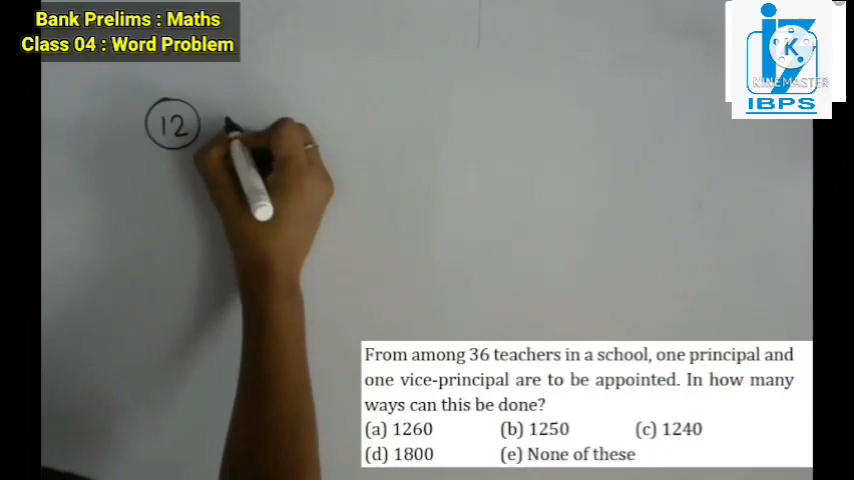 Bank Prelims : Maths
Class 04 : Word Problem
K
KINEMASTER
IBPS
12
From among 36 teachers in a school, one principal and
one vice-principal are to be appointed. In how many
ways can this be done?
(a) 1260 (b) 1250 (c) 1240
(d) 1800 (e) None of these